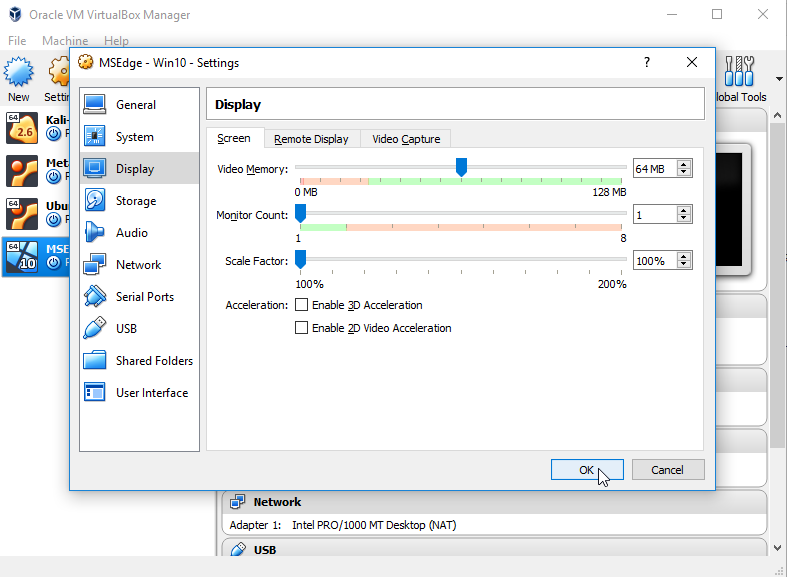 Oracle VM VirtualBox Manager
File Machine Help
New
lobal Tools
64
2.6
Kali-
64
Ubu
64
10
MSE
MSEdge - Win10 - Settings
?
General
System
Display
Storage
Audio
Network
Serial Ports
USB
Shared Folders
User Interface
Display
Screen Remote Display Video Capture
Video Memory: 64 MB
0 MB 128 MB
Monitor Count: 1
1 8
Scale Factor: 100%
100% 200%
Acceleration: Enable 3D Acceleration
Enable 2D Video Acceleration
OK Cancel
Network
Adapter 1: Intel PRO/1000 MT Desktop (NAT)
USB